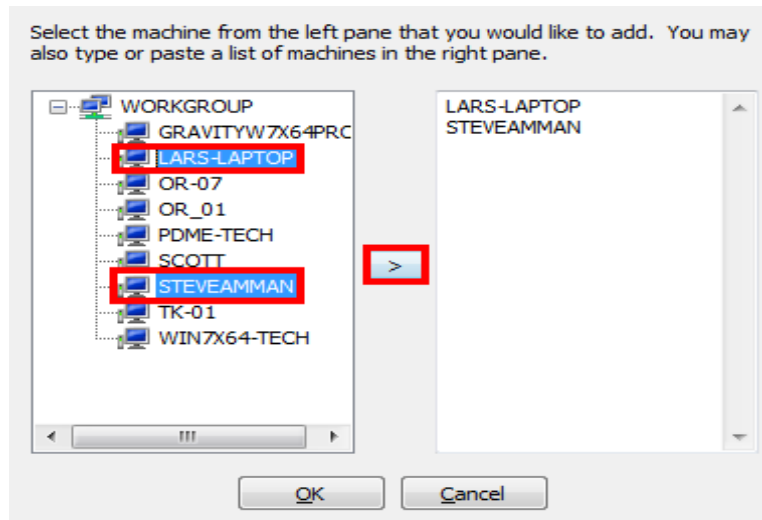 Select the machine from the left pane that you would like to add. You may
also type or paste a list of machines in the right pane.
WORKGROUP
GRAVITYW7X64PRC
LARS-LAPTOP
OR-07
OR_01
PDME-TECH
SCOTT
STEVEAMMAN
TK-01
WIN7X64-TECH
>
LARS-LAPTOP
STEVEAMMAN
OK
Cancel